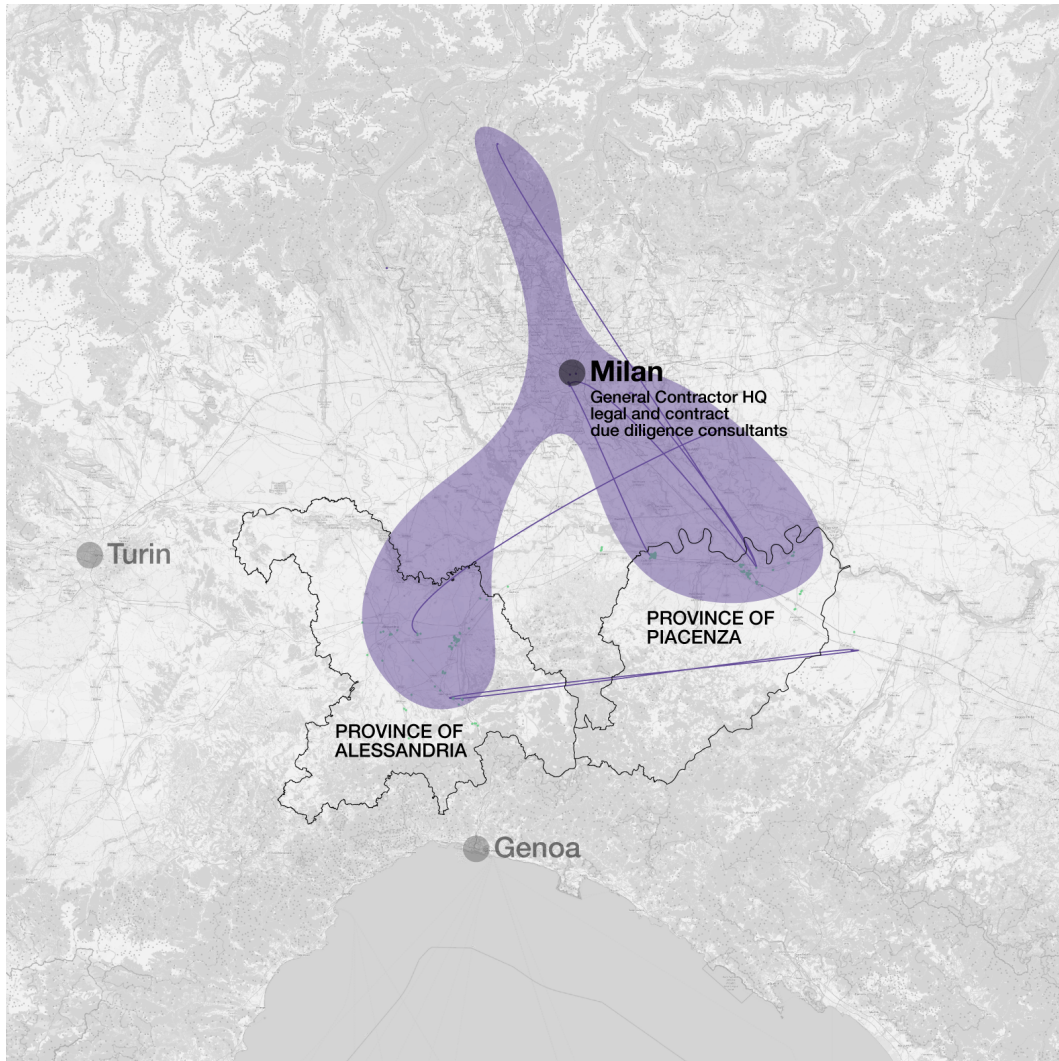 Milan
General Contractor HQ
legal and contract
due diligence consultants
Turin
PROVINCE OF
PIACENZA
PROVINCE OF
ALESSANDRIA
Genoa